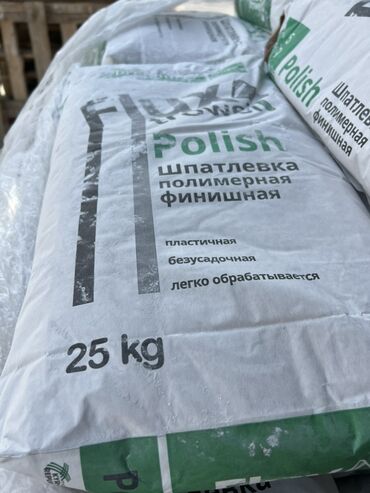 Polish
Шпатлевка
полимерная
финишная
пластичная
безусадочная
легко обрабатывается
25 kg
Polish
Шпатлевка
полимерная
финишная